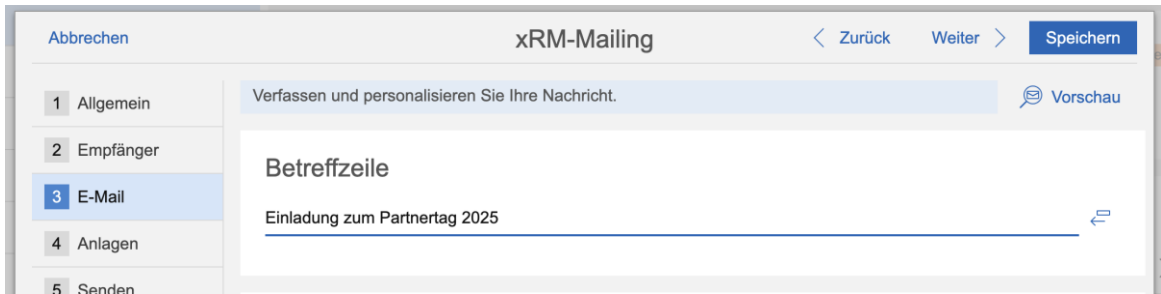 Abbrechen
xRM-Mailing
Zurück
Weiter
Speichern
1 Allgemein
2 Empfänger
3 E-Mail
4 Anlagen
5 Senden
Verfassen und personalisieren Sie Ihre Nachricht.
Vorschau
Betreffzeile
Einladung zum Partnertag 2025